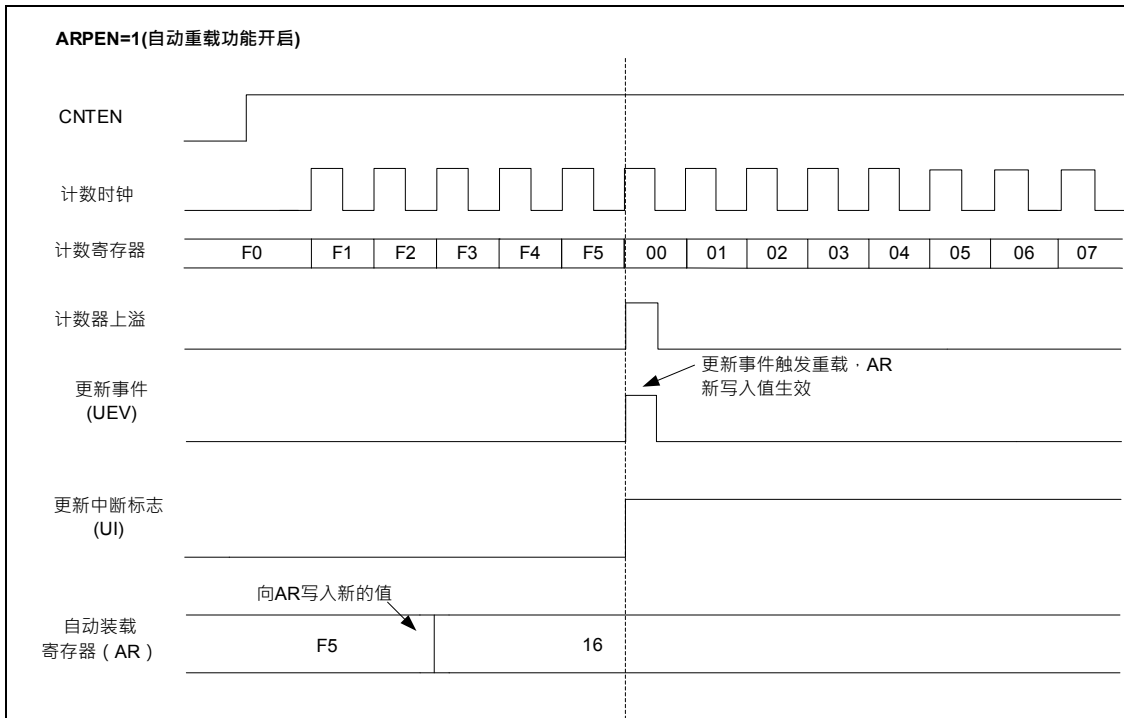 ARPEN=1(自动重载功能开启)
CNTEN
计数时钟
计数寄存器 F0 F1 F2 F3 F4 F5 00 01 02 03 04 05 06 07
计数器上溢
更新事件触发重载，AR
新写入值生效
更新事件
(UEV)
更新中断标志
(UI)
向AR写入新的值
自动装载
寄存器（AR）
F5 16